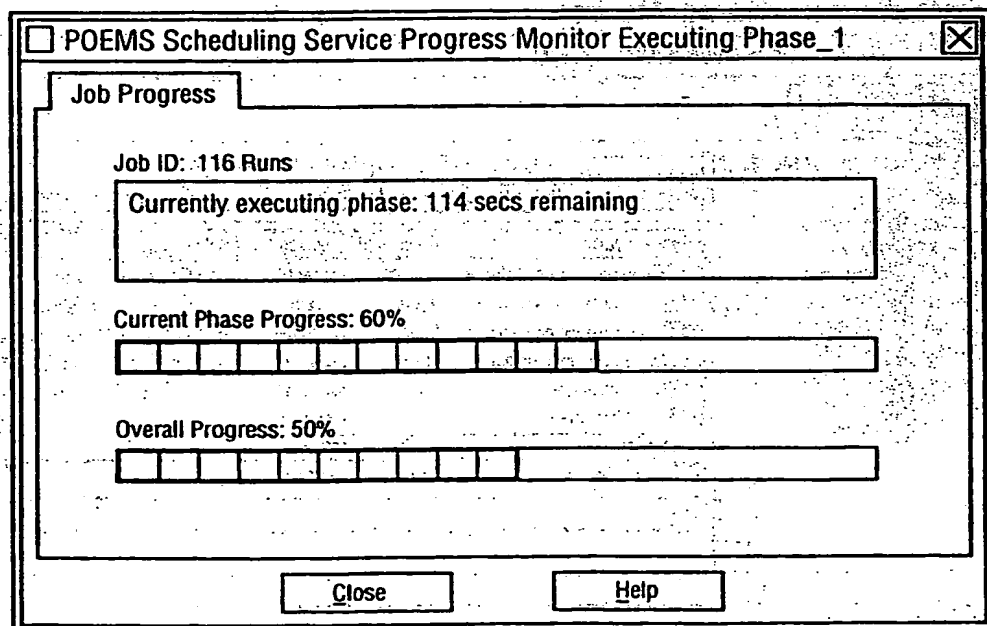 POEMS Scheduling Service Progress Monitor Executing Phase_1
Job Progress
Job ID: 116 Runs
Currently executing phase: 114 secs remaining
Current Phase Progress: 60%
Overall Progress: 50%
Close
Help